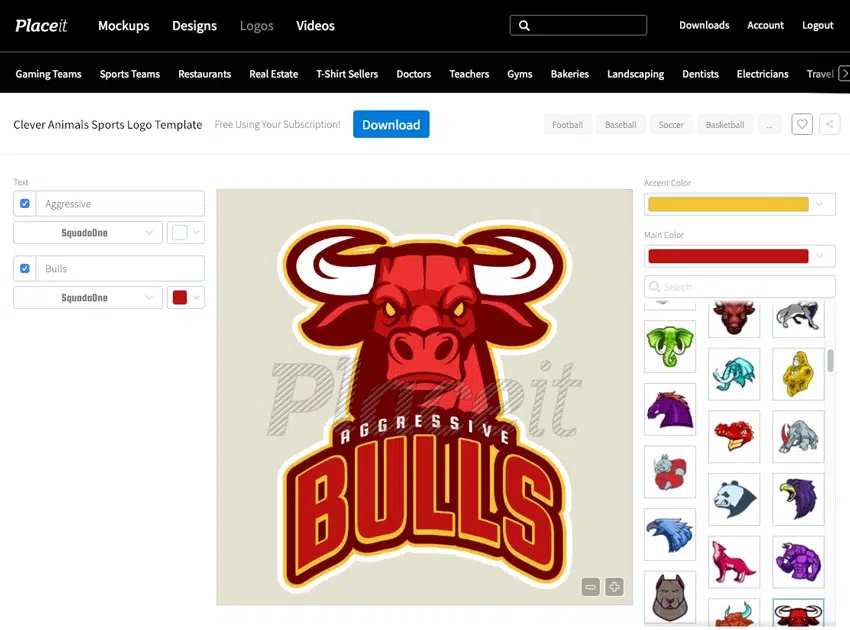 Placeit Mockups Designs Logos Videos Downloads Account Logout
Gaming Teams Sports Teams Restaurants Real Estate T-Shirt Sellers Doctors Teachers Gyms Bakeries Landscaping Dentists Electricians Travel
Clever Animals Sports Logo Template Free Using Your Subscription! Download Football Baseball Soccer Basketball ...
Text
Aggressive
SquadaOne
Bulls
SquadaOne
Placeit
AGGRESSIVE
BULLS
Accent Color
Main Color
Search